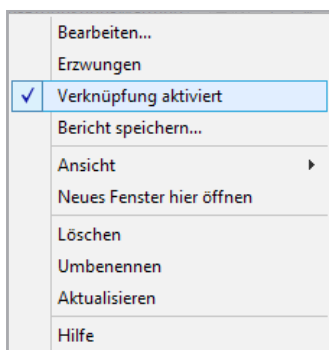 Bearbeiten...
Erzwungen
Verknüpfung aktiviert
Bericht speichern...
Ansicht
Neues Fenster hier öffnen
Löschen
Umbenennen
Aktualisieren
Hilfe